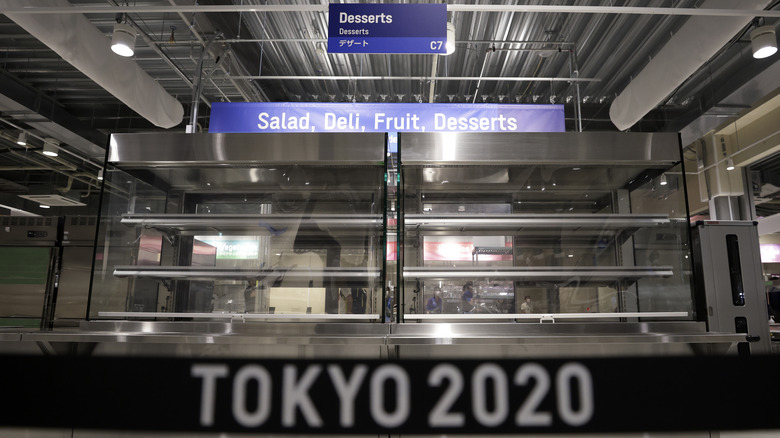 Desserts
Desserts
デザート C7
Salad, Deli, Fruit, Desserts
TOKYO 2020